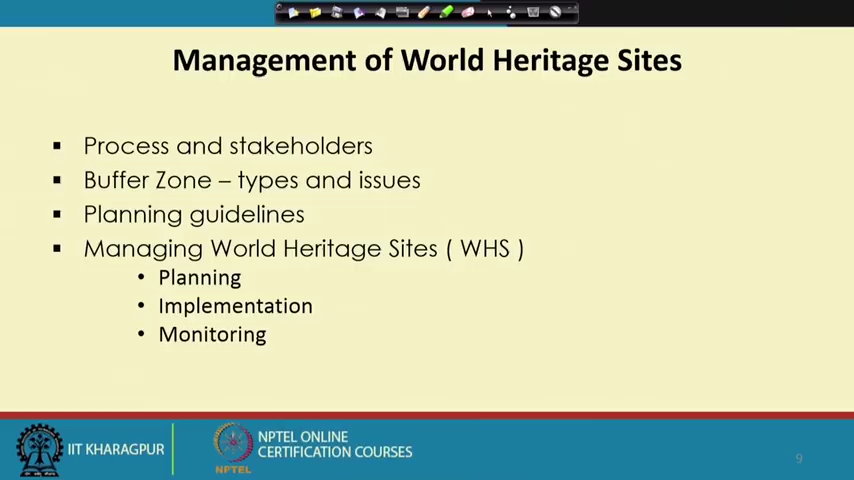 Management of World Heritage Sites
▪ Process and stakeholders
▪ Buffer Zone – types and issues
▪ Planning guidelines
▪ Managing World Heritage Sites ( WHS )
• Planning
• Implementation
• Monitoring
IIT KHARAGPUR
NPTEL
NPTEL ONLINE
CERTIFICATION COURSES
9